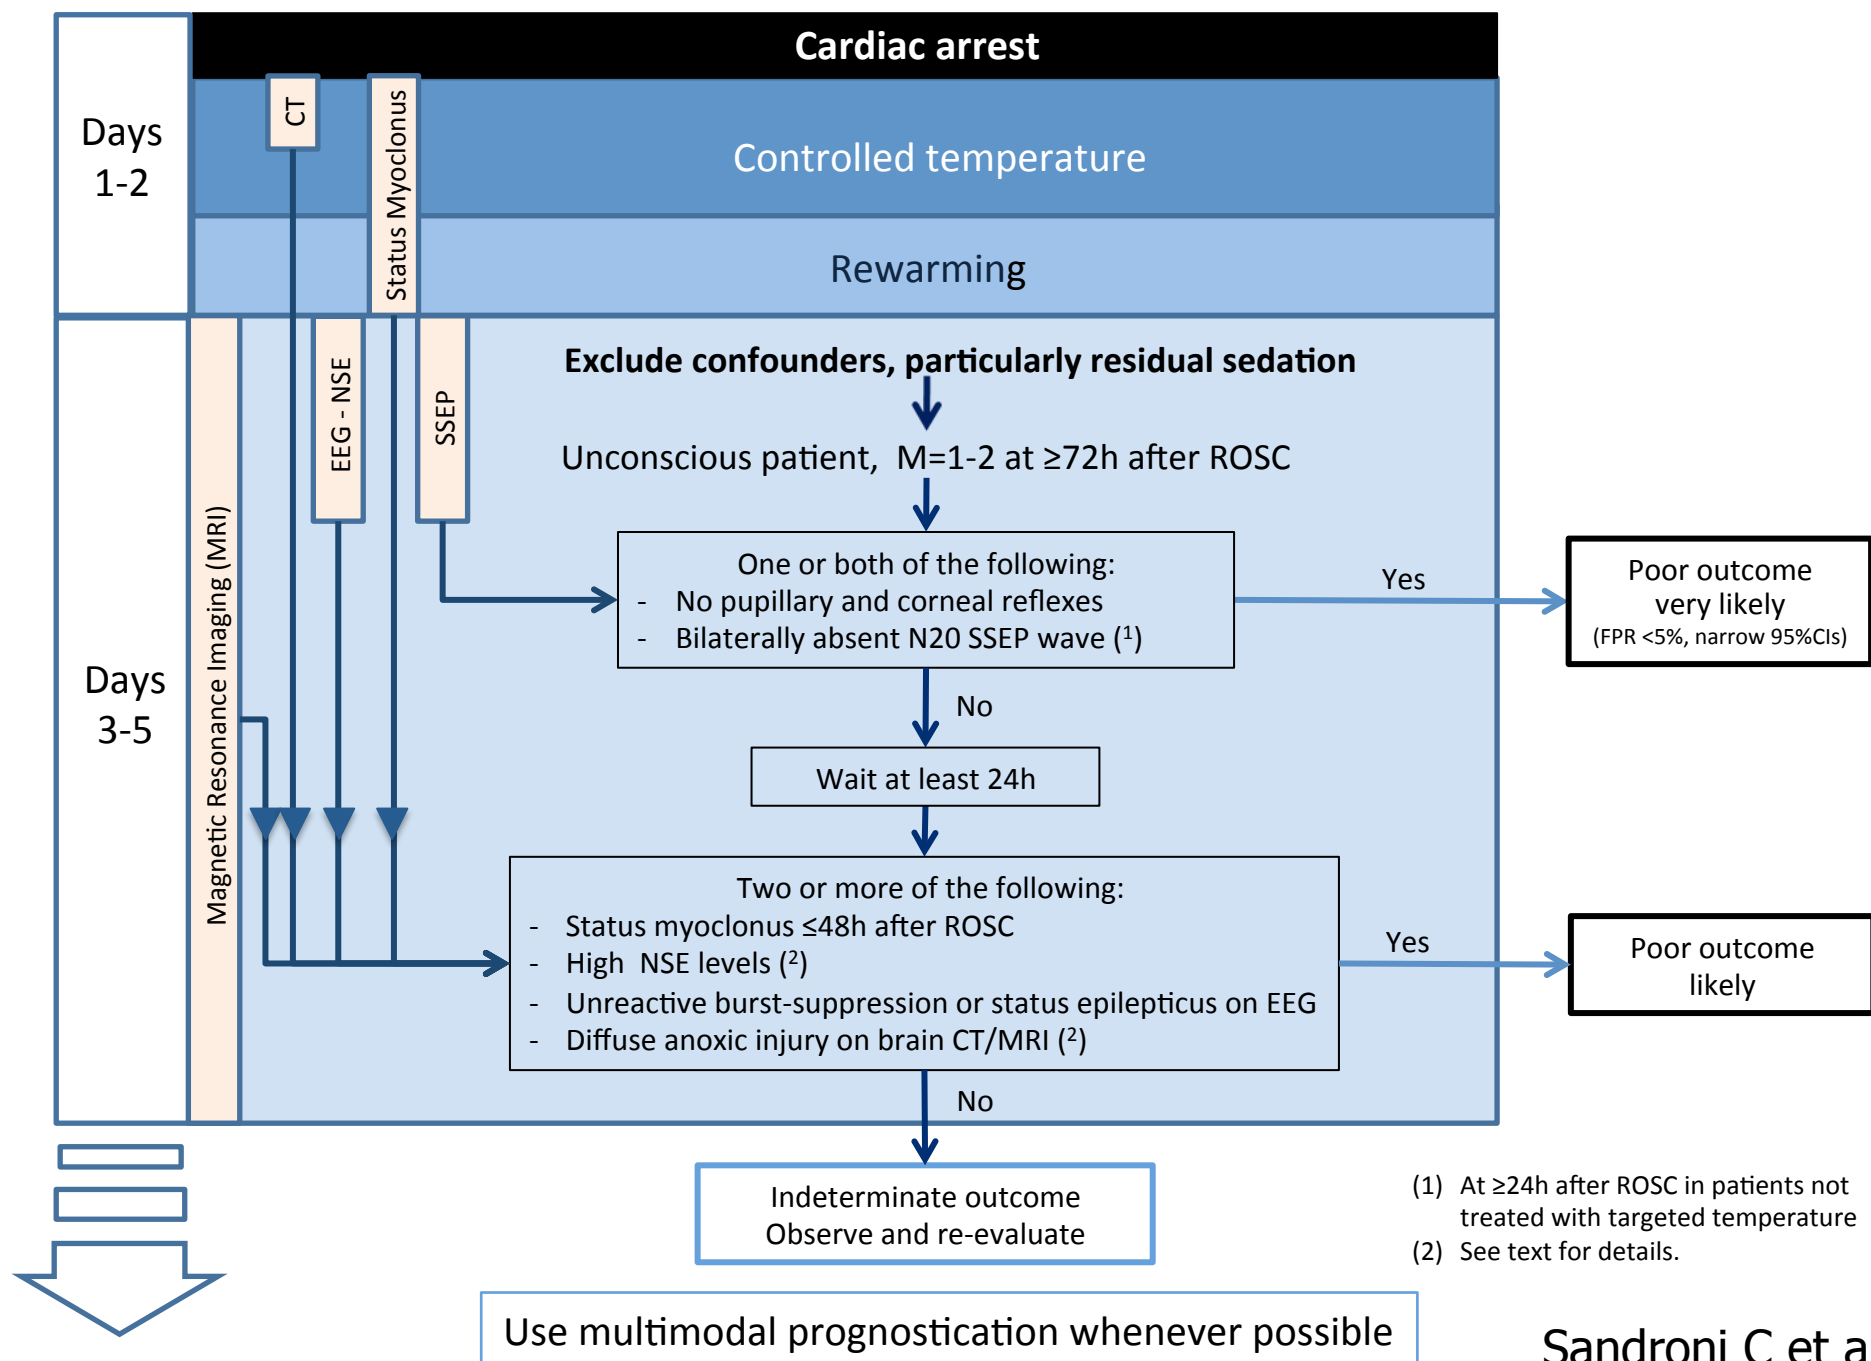 Cardiac arrest
Days
1-2
CT
Status Myoclonus
Controlled temperature
Rewarming
Days
3-5
Magnetic Resonance Imaging (MRI)
EEG - NSE
SSEP
Exclude confounders, particularly residual sedation
Unconscious patient, M=1-2 at ≥72h after ROSC
One or both of the following:
- No pupillary and corneal reflexes
- Bilaterally absent N20 SSEP wave (¹)
Yes
Poor outcome
very likely
(FPR <5%, narrow 95%CIs)
No
Wait at least 24h
Two or more of the following:
- Status myoclonus ≤48h after ROSC
- High NSE levels (²)
- Unreactive burst-suppression or status epilepticus on EEG
- Diffuse anoxic injury on brain CT/MRI (²)
Yes
Poor outcome
likely
No
Indeterminate outcome
Observe and re-evaluate
(1) At ≥24h after ROSC in patients not
treated with targeted temperature
(2) See text for details.
Use multimodal prognostication whenever possible
Sandroni C et a